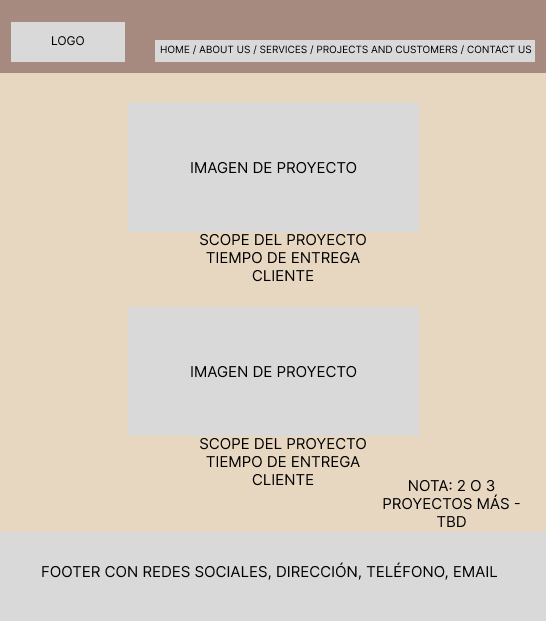 LOGO
HOME / ABOUT US / SERVICES / PROJECTS AND CUSTOMERS / CONTACT US
IMAGEN DE PROYECTO
SCOPE DEL PROYECTO
TIEMPO DE ENTREGA
CLIENTE
IMAGEN DE PROYECTO
SCOPE DEL PROYECTO
TIEMPO DE ENTREGA
CLIENTE
NOTA: 2 O 3
PROYECTOS MÁS -
TBD
FOOTER CON REDES SOCIALES, DIRECCIÓN, TELÉFONO, EMAIL